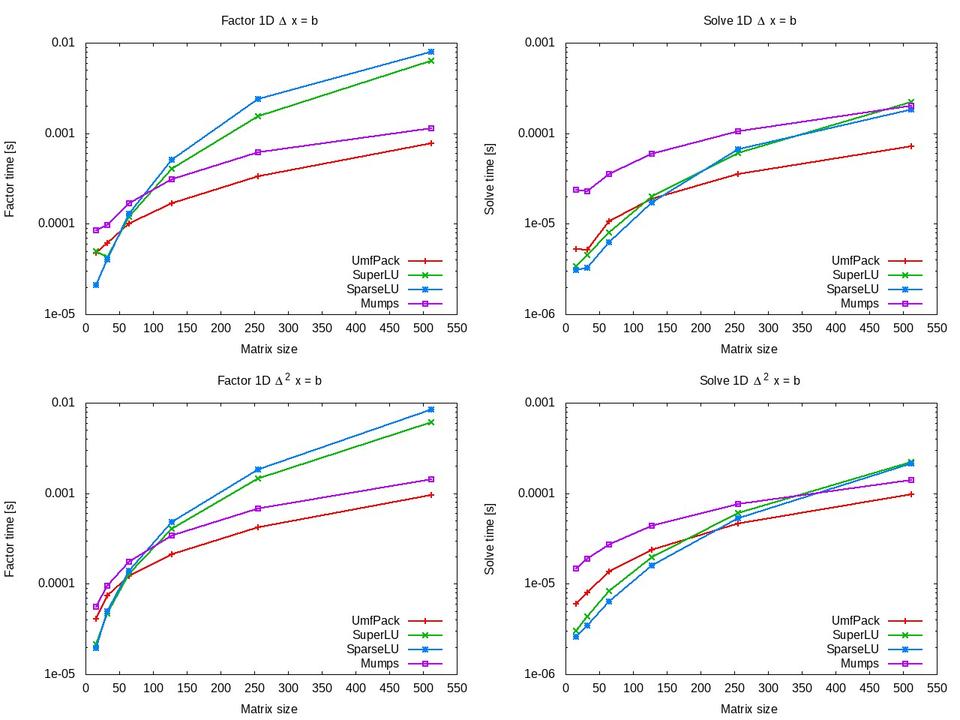 Factor 1D Δ x = b
Factor time [s]
0.01
0.001
0.0001
1e-05
UmfPack
SuperLU
SparseLU
Mumps
0 50 100 150 200 250 300 350 400 450 500 550
Matrix size
Solve 1D Δ x = b
Solve time [s]
0.001
0.0001
1e-05
1e-06
UmfPack
SuperLU
SparseLU
Mumps
0 50 100 150 200 250 300 350 400 450 500 550
Matrix size
Factor 1D Δ² x = b
Factor time [s]
0.01
0.001
0.0001
1e-05
UmfPack
SuperLU
SparseLU
Mumps
0 50 100 150 200 250 300 350 400 450 500 550
Matrix size
Solve 1D Δ² x = b
Solve time [s]
0.001
0.0001
1e-05
1e-06
UmfPack
SuperLU
SparseLU
Mumps
0 50 100 150 200 250 300 350 400 450 500 550
Matrix size